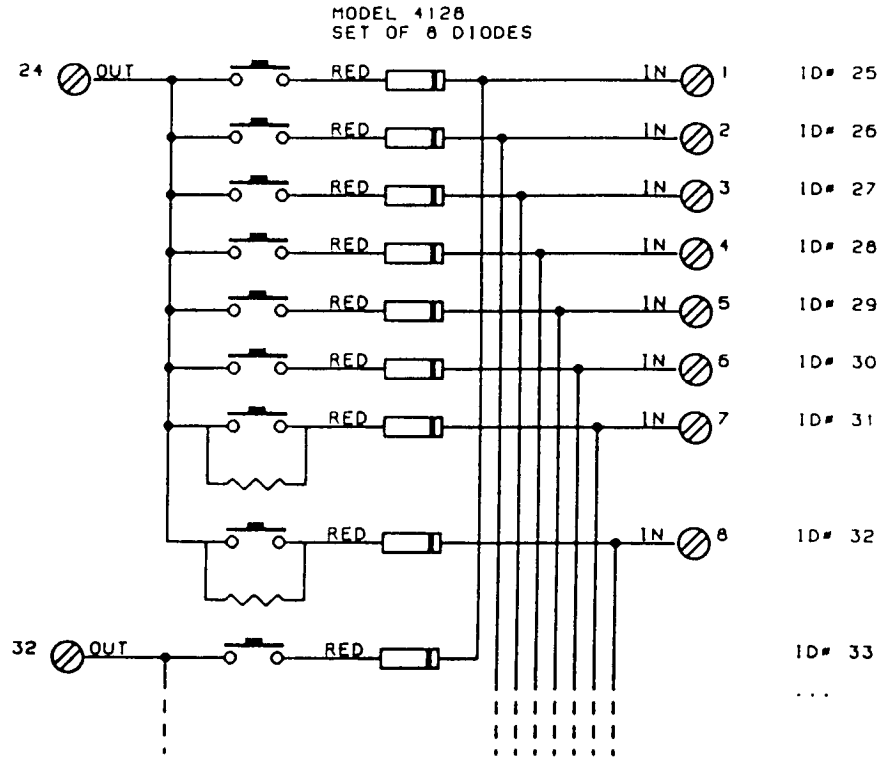 MODEL 4128
SET OF 8 DIODES
24 OUT RED IN 1 ID# 25
RED IN 2 ID# 26
RED IN 3 ID# 27
RED IN 4 ID# 28
RED IN 5 ID# 29
RED IN 6 ID# 30
RED IN 7 ID# 31
RED IN 8 ID# 32
32 OUT RED ID# 33
...